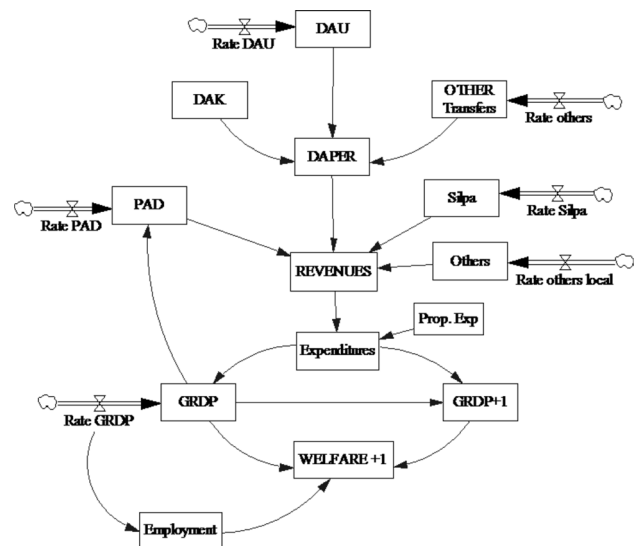 DAU
Rate DAU
DAK
OTHER
Transfers
Rate others
DAPER
PAD
Rate PAD
Silpa
Rate Silpa
REVENUES
Others
Rate others local
Prop. Exp
Expenditures
GRDP
Rate GRDP
GRDP+1
WELFARE +1
Employment